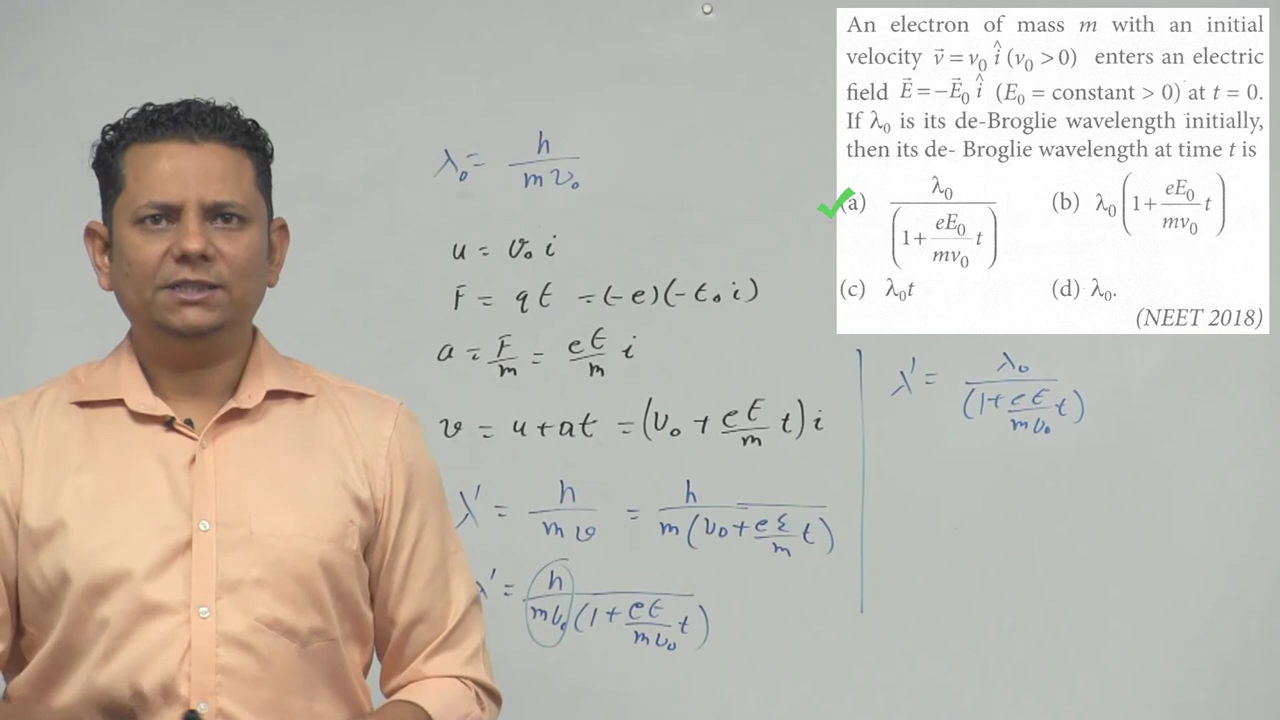 An electron of mass m with an initial
velocity v⃗ = v₀ î (v₀ > 0) enters an electric
field E⃗ = −E⃗₀ î (E₀ = constant > 0) at t = 0.
If λ₀ is its de-Broglie wavelength initially,
then its de- Broglie wavelength at time t is
(a) λ₀ / (1 + eE₀/mv₀ t) (b) λ₀ (1 + eE₀/mv₀ t)
(c) λ₀t (d) λ₀.
(NEET 2018)
λ₀ = h / m v₀
u = v₀ i
F = qE = (-e)(-E₀ i)
a = F/m = eE/m i
v = u + at = (v₀ + eE/m t) i
λ' = h / m v = h / m(v₀ + eE/m t)
λ' = h / mv₀ (1 + eE/mv₀ t)
λ' = λ₀ / (1 + eE/mv₀ t)